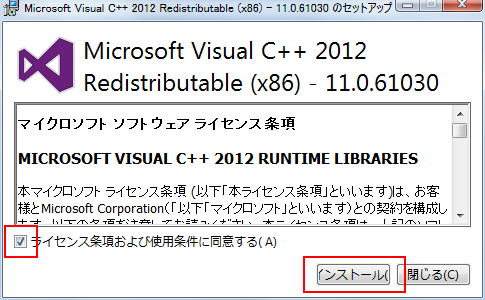 Microsoft Visual C++ 2012 Redistributable (x86) - 11.0.61030 のセットアップ
Microsoft Visual C++ 2012
Redistributable (x86) - 11.0.61030
マイクロソフト ソフトウェア ライセンス条項
MICROSOFT VISUAL C++ 2012 RUNTIME LIBRARIES
本マイクロソフト ライセンス条項 (以下「本ライセンス条項」といいます)は、お客
様とMicrosoft Corporation(「以下「マイクロソフト」といいます)との契約を構成し
ライセンス条項および使用条件に同意する(A)
インストール(
閉じる(C)